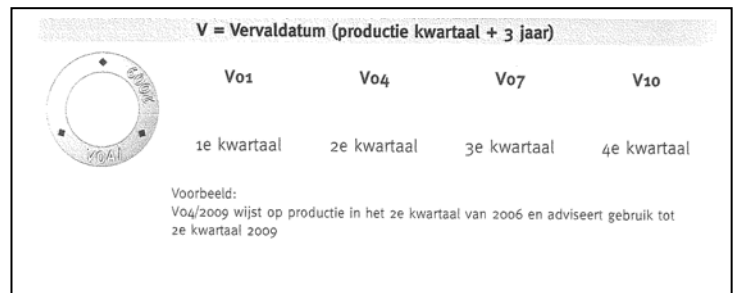 V = Vervaldatum (productie kwartaal + 3 jaar)
V01 V04 V07 V10
1e kwartaal 2e kwartaal 3e kwartaal 4e kwartaal
Voorbeeld:
V04/2009 wijst op productie in het 2e kwartaal van 2006 en adviseert gebruik tot
2e kwartaal 2009